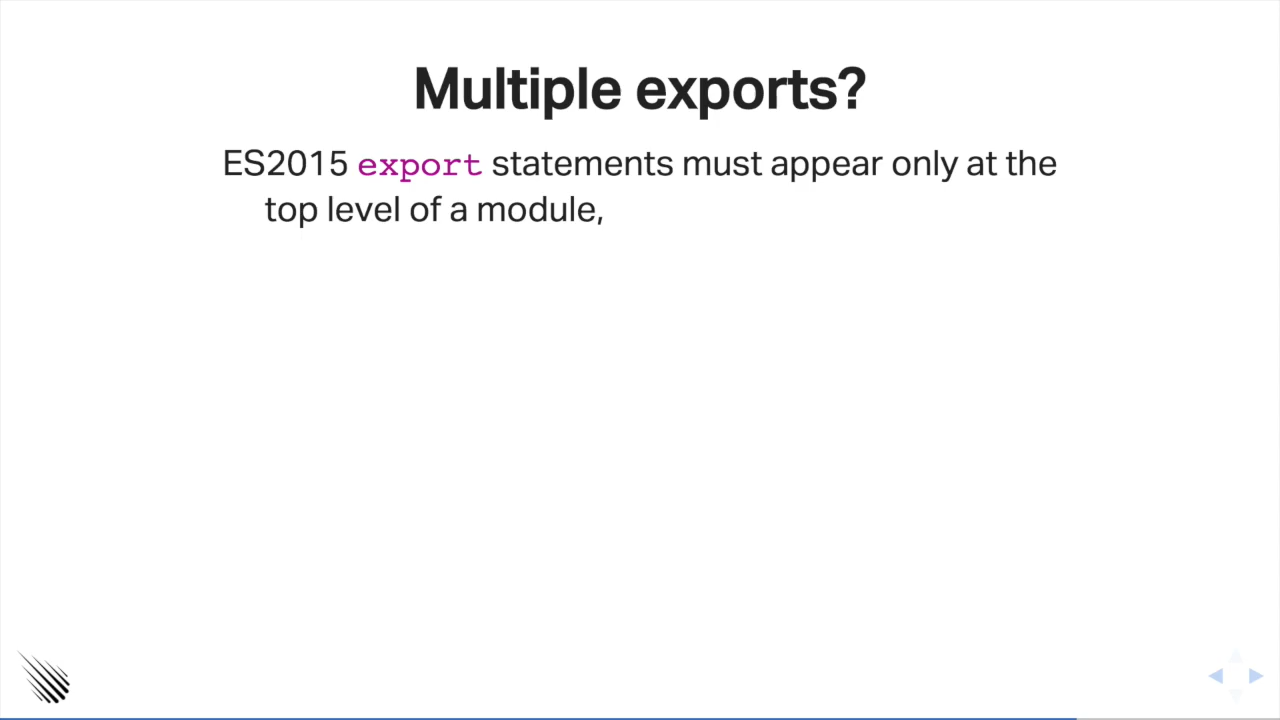 Multiple exports?
ES2015 export statements must appear only at the
top level of a module,